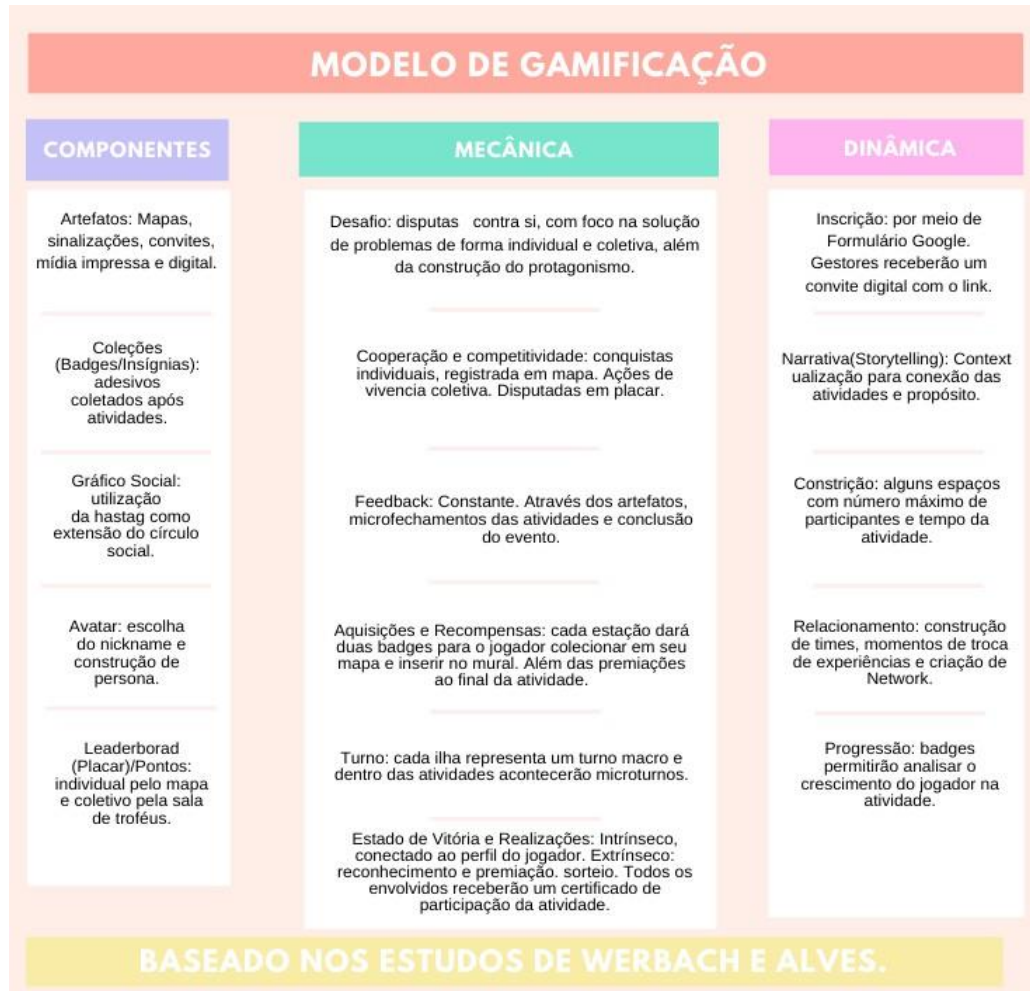 MODELO DE GAMIFICAÇÃO
COMPONENTES
Artefatos: Mapas,
sinalizações, convites,
mídia impressa e digital.
Coleções
(Badges/Insígnias):
adesivos
coletados após
atividades.
Gráfico Social:
utilização
da hastag como
extensão do círculo
social.
Avatar: escolha
do nickname e
construção de
persona.
Leaderborad
(Placar)/Pontos:
individual pelo mapa
e coletivo pela sala
de troféus.
MECÂNICA
Desafio: disputas contra si, com foco na solução
de problemas de forma individual e coletiva, além
da construção do protagonismo.
Cooperação e competitividade: conquistas
individuais, registrada em mapa. Ações de
vivencia coletiva. Disputadas em placar.
Feedback: Constante. Através dos artefatos,
microfechamentos das atividades e conclusão
do evento.
Aquisições e Recompensas: cada estação dará
duas badges para o jogador colecionar em seu
mapa e inserir no mural. Além das premiações
ao final da atividade.
Turno: cada ilha representa um turno macro e
dentro das atividades acontecerão microturnos.
Estado de Vitória e Realizações: Intrínseco,
conectado ao perfil do jogador. Extrínseco:
reconhecimento e premiação. sorteio. Todos os
envolvidos receberão um certificado de
participação da atividade.
DINÂMICA
Inscrição: por meio de
Formulário Google.
Gestores receberão um
convite digital com o link.
Narrativa(Storytelling): Context
ualização para conexão das
atividades e propósito.
Constrição: alguns espaços
com número máximo de
participantes e tempo da
atividade.
Relacionamento: construção
de times, momentos de troca
de experiências e criação de
Network.
Progressão: badges
permitirão analisar o
crescimento do jogador na
atividade.
BASEADO NOS ESTUDOS DE WERBACH E ALVES.